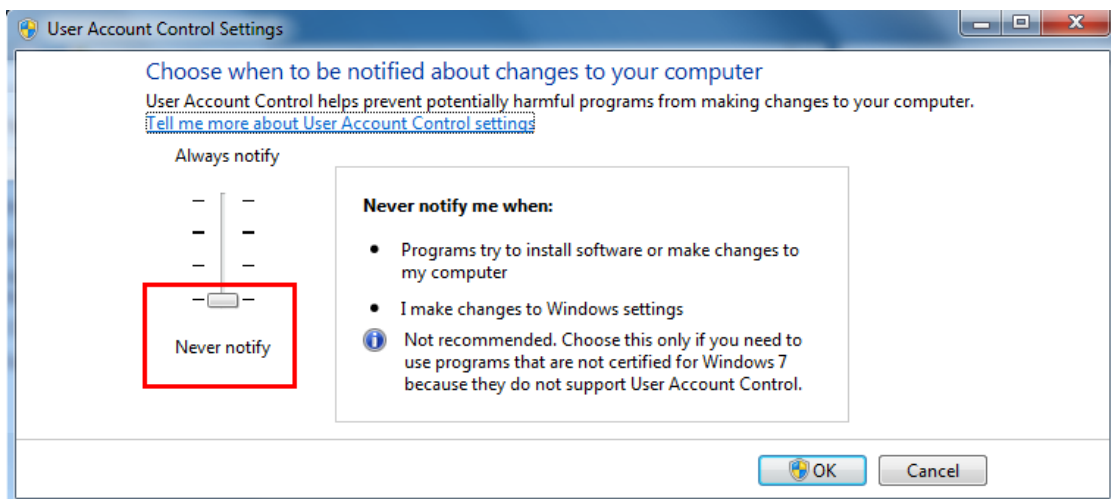 User Account Control Settings
Choose when to be notified about changes to your computer
User Account Control helps prevent potentially harmful programs from making changes to your computer.
Tell me more about User Account Control settings
Always notify
Never notify
Never notify me when:
• Programs try to install software or make changes to
my computer
• I make changes to Windows settings
Not recommended. Choose this only if you need to
use programs that are not certified for Windows 7
because they do not support User Account Control.
OK
Cancel